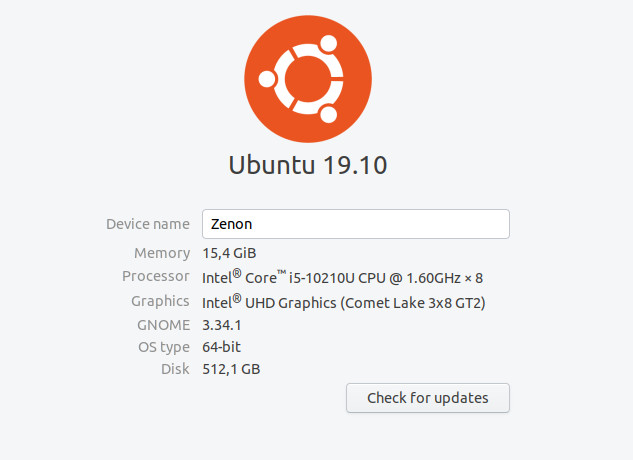 Ubuntu 19.10
Device name Zenon
Memory 15,4 GiB
Processor Intel® Core™ i5-10210U CPU @ 1.60GHz × 8
Graphics Intel® UHD Graphics (Comet Lake 3x8 GT2)
GNOME 3.34.1
OS type 64-bit
Disk 512,1 GB
Check for updates